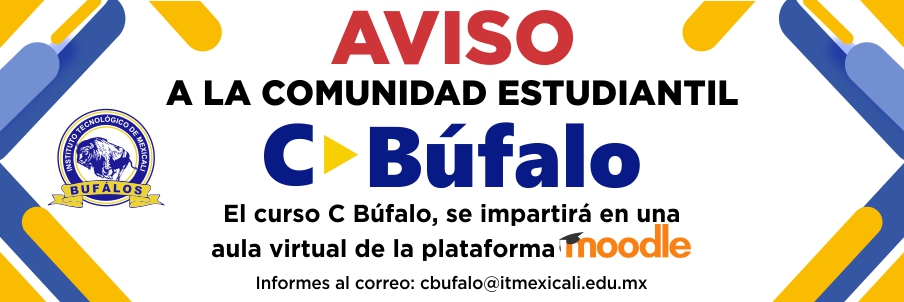 AVISO
A LA COMUNIDAD ESTUDIANTIL
C Búfalo
INSTITUTO TECNOLÓGICO DE MEXICALI
BUFÁLOS
El curso C Búfalo, se impartirá en una
aula virtual de la plataforma moodle
Informes al correo: cbufalo@itmexicali.edu.mx